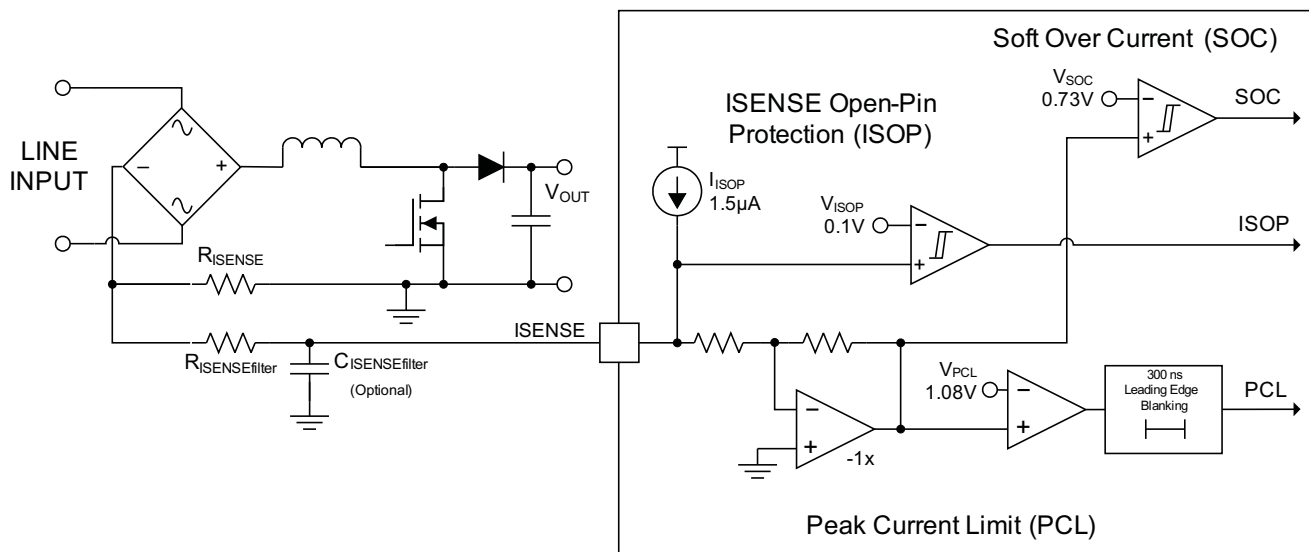 Soft Over Current (SOC)
VSOC
0.73V
SOC
ISENSE Open-Pin
Protection (ISOP)
LINE
INPUT
VOUT
IISOP
1.5µA
VISOP
0.1V
ISOP
RISENSE
ISENSE
RISENSEfilter
CISENSEfilter
(Optional)
VPCL
1.08V
300 ns
Leading Edge
Blanking
PCL
-1x
Peak Current Limit (PCL)